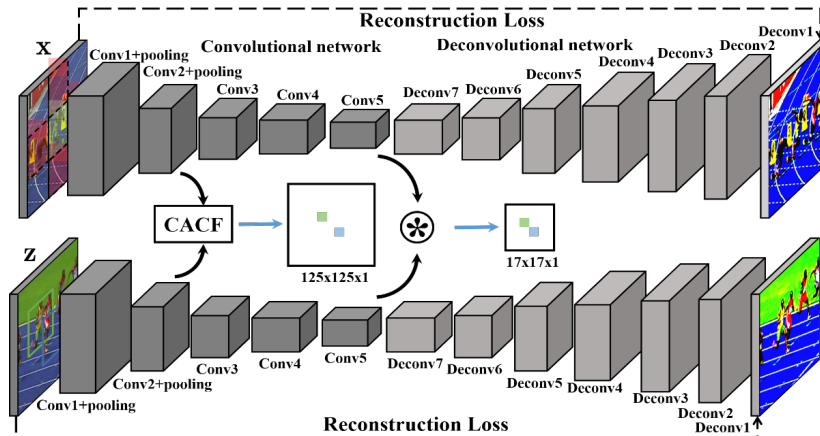 Reconstruction Loss
X
Conv1+pooling
Convolutional network
Deconvolutional network
Deconv1
Conv2+pooling
Conv3
Conv4
Conv5
Deconv7
Deconv6
Deconv5
Deconv4
Deconv3
Deconv2
CACF
125x125x1
17x17x1
Z
Conv1+pooling
Conv2+pooling
Conv3
Conv4
Conv5
Deconv7
Deconv6
Deconv5
Deconv4
Deconv3
Deconv2
Deconv1
Reconstruction Loss